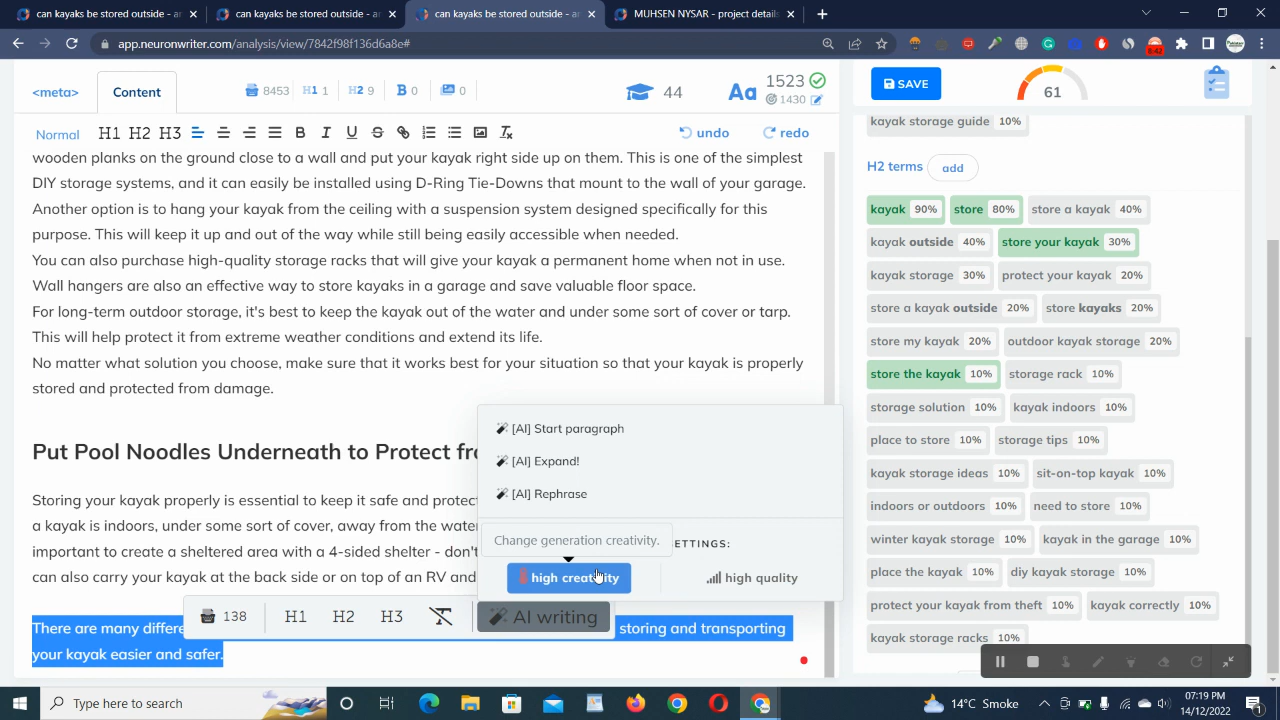 can kayaks be stored outside - an
can kayaks be stored outside - ar
can kayaks be stored outside - ar
MUHSEN NYSAR - project details
app.neuronwriter.com/analysis/view/7842f98f136d6a8e#
0:42
<meta>
Content
8453
H1 1
H2 9
B 0
0
44
Aa
1523
1430
SAVE
61
Normal
H1 H2 H3
B I U S
undo
redo
wooden planks on the ground close to a wall and put your kayak right side up on them. This is one of the simplest
DIY storage systems, and it can easily be installed using D-Ring Tie-Downs that mount to the wall of your garage.
Another option is to hang your kayak from the ceiling with a suspension system designed specifically for this
purpose. This will keep it up and out of the way while still being easily accessible when needed.
You can also purchase high-quality storage racks that will give your kayak a permanent home when not in use.
Wall hangers are also an effective way to store kayaks in a garage and save valuable floor space.
For long-term outdoor storage, it's best to keep the kayak out of the water and under some sort of cover or tarp.
This will help protect it from extreme weather conditions and extend its life.
No matter what solution you choose, make sure that it works best for your situation so that your kayak is properly
stored and protected from damage.
Put Pool Noodles Underneath to Protect fr
Storing your kayak properly is essential to keep it safe and protec
a kayak is indoors, under some sort of cover, away from the water
important to create a sheltered area with a 4-sided shelter - don't
can also carry your kayak at the back side or on top of an RV and
There are many differe
storing and transporting
your kayak easier and safer.
[AI] Start paragraph
[AI] Expand!
[AI] Rephrase
Change generation creativity.
ETTINGS:
high creativity
high quality
138
H1
H2
H3
AI writing
kayak storage guide 10%
H2 terms
add
kayak 90%
store 80%
store a kayak 40%
kayak outside 40%
store your kayak 30%
kayak storage 30%
protect your kayak 20%
store a kayak outside 20%
store kayaks 20%
store my kayak 20%
outdoor kayak storage 20%
store the kayak 10%
storage rack 10%
storage solution 10%
kayak indoors 10%
place to store 10%
storage tips 10%
kayak storage ideas 10%
sit-on-top kayak 10%
indoors or outdoors 10%
need to store 10%
winter kayak storage 10%
kayak in the garage 10%
place the kayak 10%
diy kayak storage 10%
protect your kayak from theft 10%
kayak correctly 10%
kayak storage racks 10%
Type here to search
14°C Smoke
07:19 PM
14/12/2022